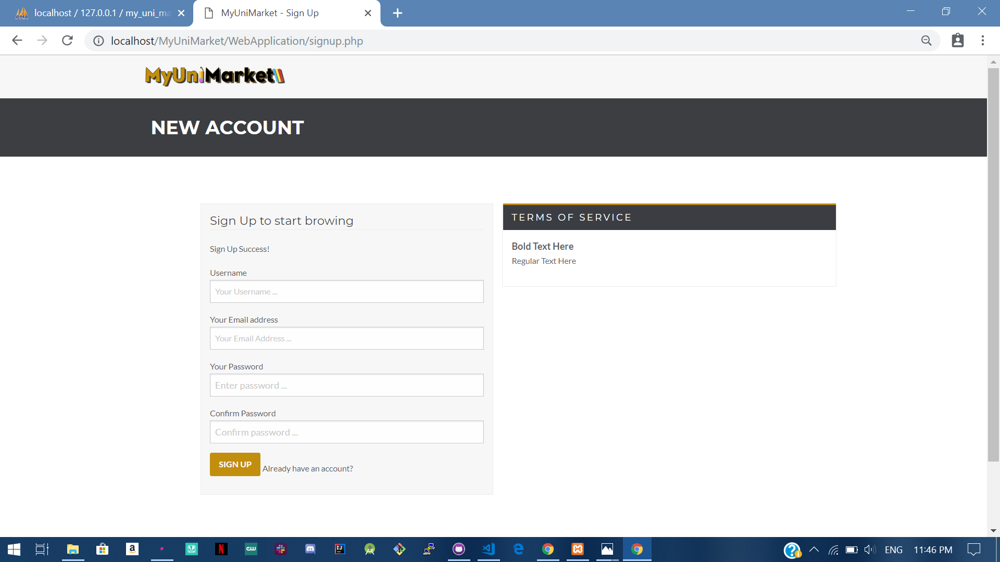 localhost / 127.0.0.1 / my_uni_ma
MyUniMarket - Sign Up
localhost/MyUniMarket/WebApplication/signup.php
MyUniMarket
NEW ACCOUNT
Sign Up to start browing
Sign Up Success!
Username
Your Username ...
Your Email address
Your Email Address ...
Your Password
Enter password ...
Confirm Password
Confirm password ...
SIGN UP
Already have an account?
TERMS OF SERVICE
Bold Text Here
Regular Text Here
ENG
11:46 PM